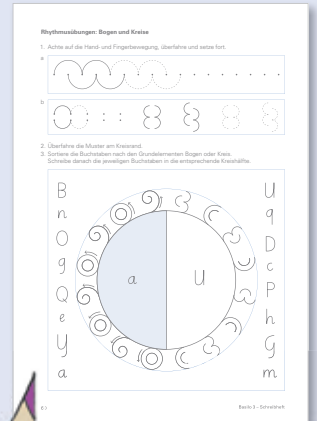 Rhythmusübungen: Bogen und Kreise
1. Achte auf die Hand- und Fingerbewegung, überfahre und setze fort.
a
b
2. Überfahre die Muster am Kreisrand.
3. Sortiere die Buchstaben nach den Grundelementen Bogen oder Kreis.
Schreibe danach die jeweiligen Buchstaben in die entsprechende Kreishälfte.
B
n
O
g
Q
e
y
a
a
U
U
q
D
c
P
h
G
m
Basilo 3 – Schreibheft